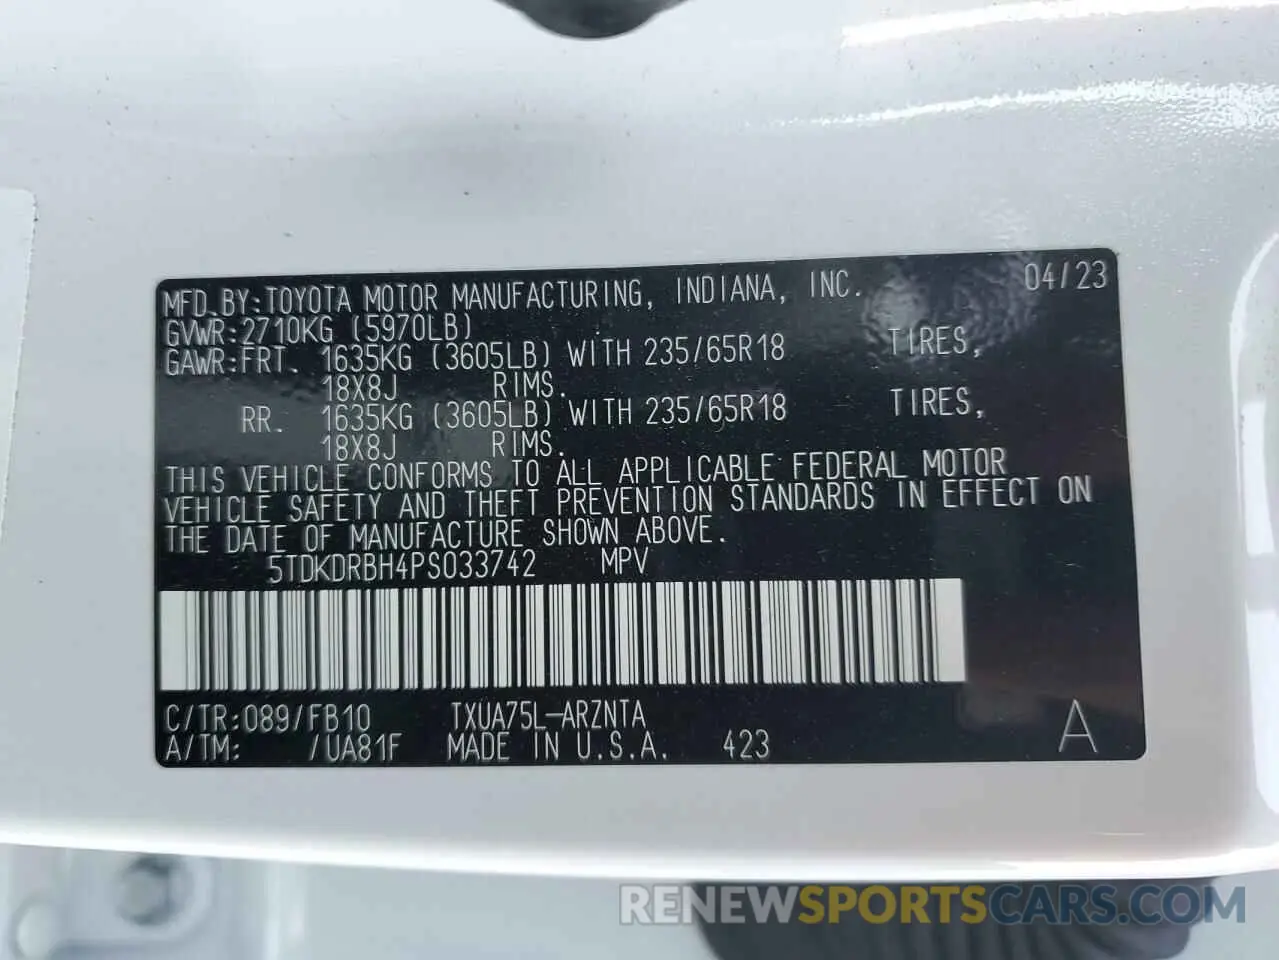 MFD.BY:TOYOTA MOTOR MANUFACTURING, INDIANA, INC. 04/23
GVWR:2710KG (5970LB)
GAWR:FRT. 1635KG (3605LB) WITH 235/65R18 TIRES,
18X8J RIMS.
RR. 1635KG (3605LB) WITH 235/65R18 TIRES,
18X8J RIMS.
THIS VEHICLE CONFORMS TO ALL APPLICABLE FEDERAL MOTOR
VEHICLE SAFETY AND THEFT PREVENTION STANDARDS IN EFFECT ON
THE DATE OF MANUFACTURE SHOWN ABOVE.
5TDKDRBH4PS033742 MPV
C/TR:089/FB10 TXUA75L-ARZNTA
A/TM: /UA81F MADE IN U.S.A. 423 A
RENEWSPORTSCARS.COM